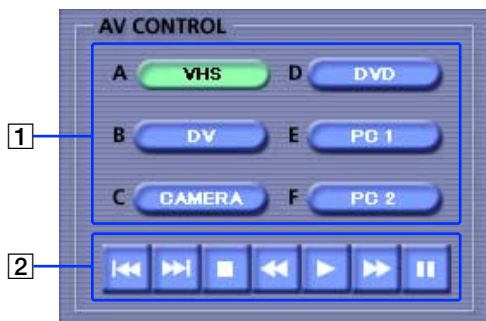 AV CONTROL
A VHS D DVD
1
B DV E PC 1
C CAMERA F PC 2
2